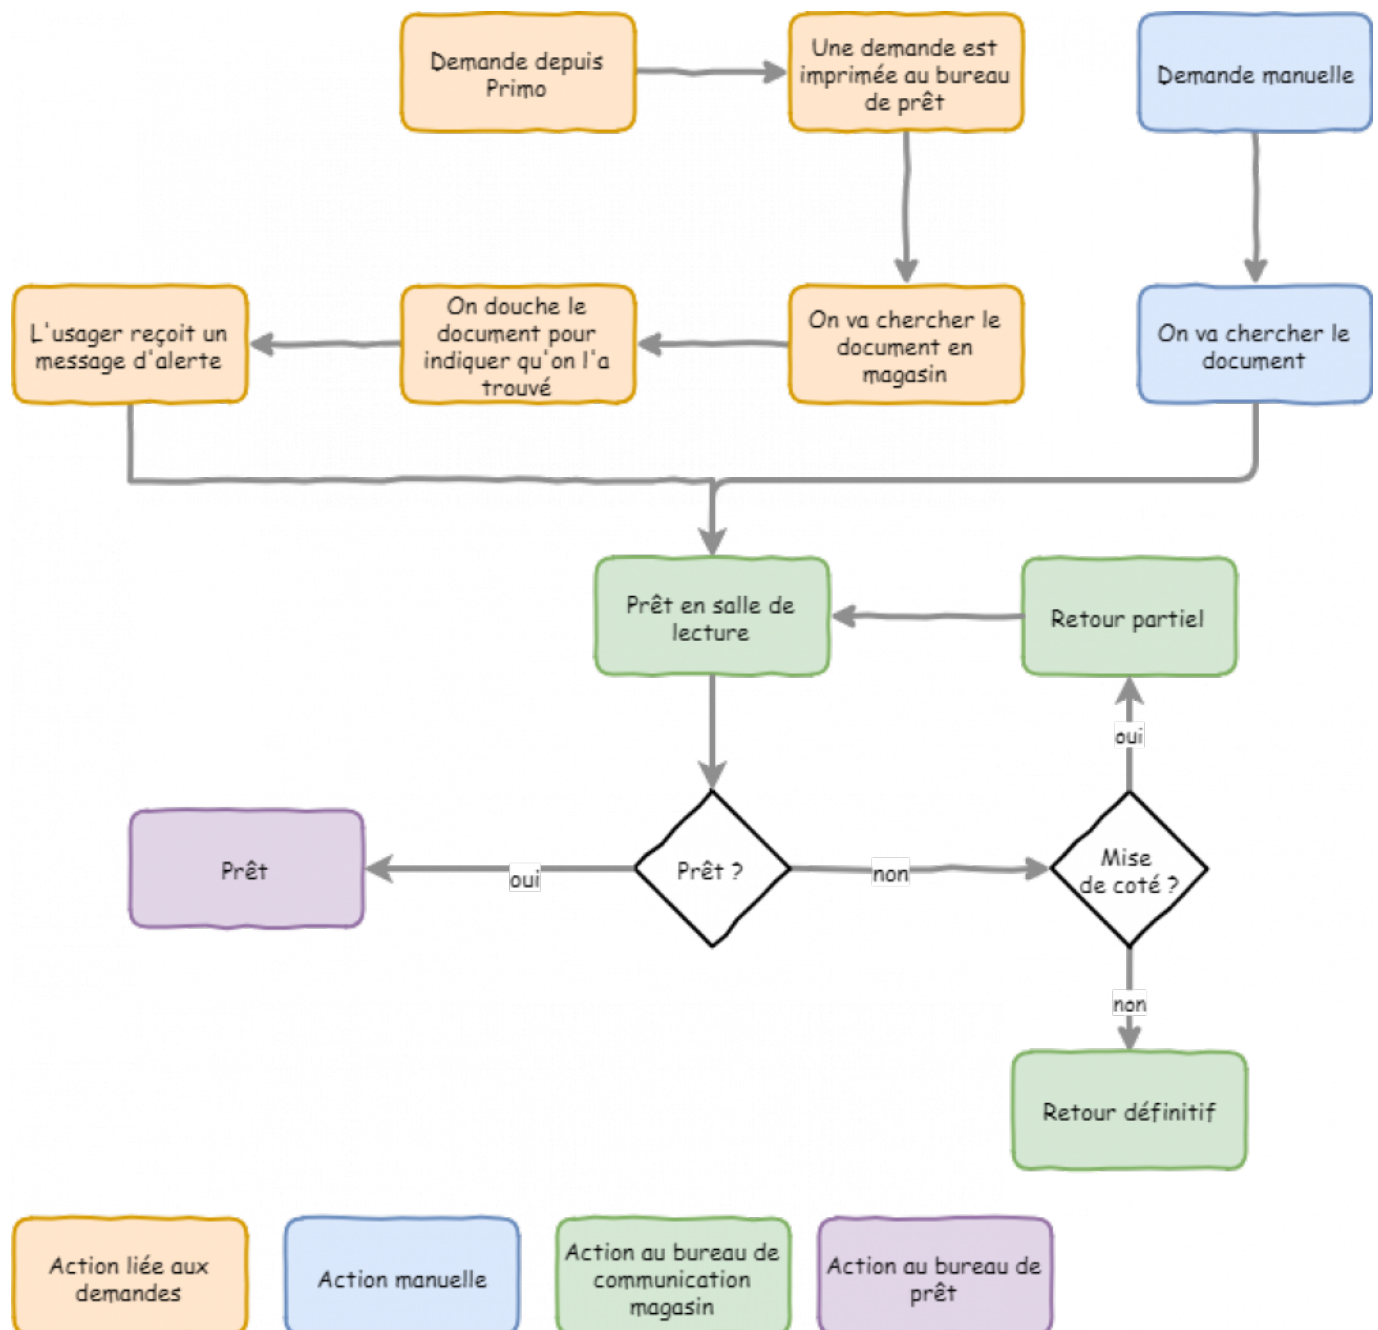 Demande depuis
Primo
Une demande est
imprimée au bureau
de prêt
Demande manuelle
L'usager reçoit un
message d'alerte
On douche le
document pour
indiquer qu'on l'a
trouvé
On va chercher le
document en
magasin
On va chercher le
document
Prêt en salle de
lecture
Retour partiel
oui
Prêt
oui
Prêt ?
non
Mise
de coté ?
non
Retour définitif
Action liée aux
demandes
Action manuelle
Action au bureau de
communication
magasin
Action au bureau de
prêt